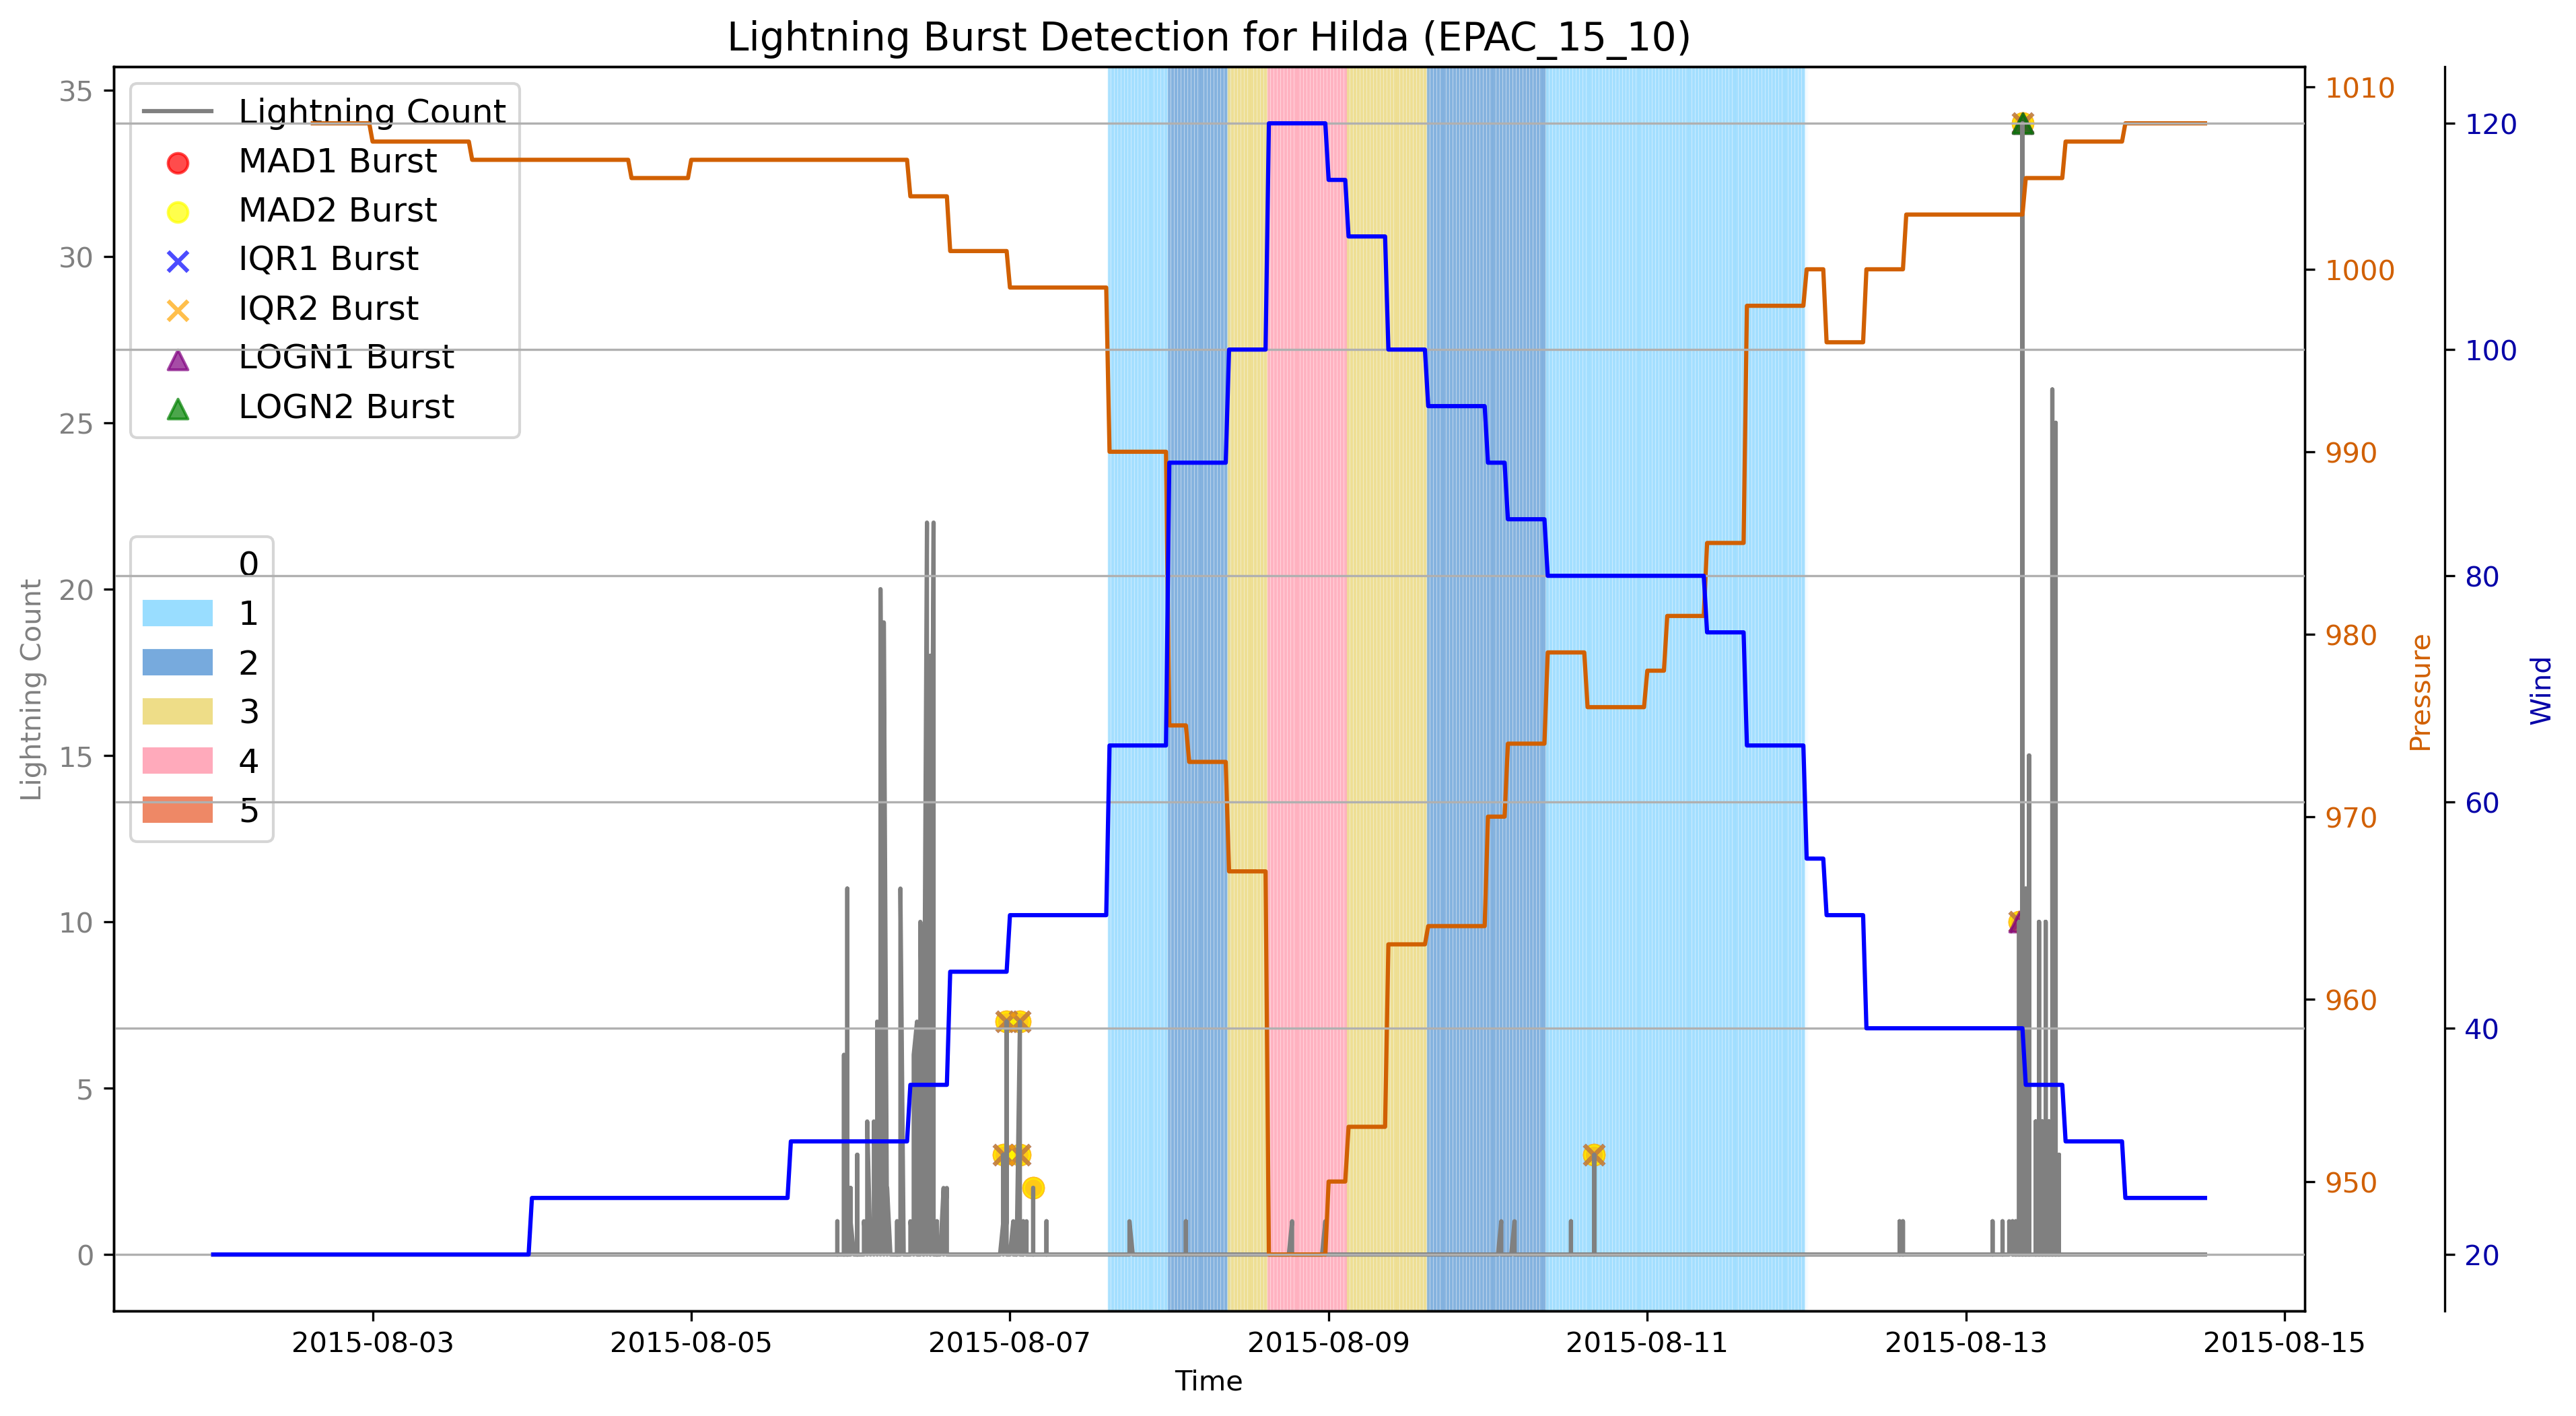 Lightning Burst Detection for Hilda (EPAC_15_10)
Lightning Count
MAD1 Burst
MAD2 Burst
IQR1 Burst
IQR2 Burst
LOGN1 Burst
LOGN2 Burst
0
1
2
3
4
5
Lightning Count
35
30
25
20
15
10
5
0
1010
1000
990
980
970
960
950
Pressure
120
100
80
60
40
20
Wind
2015-08-03
2015-08-05
2015-08-07
2015-08-09
2015-08-11
2015-08-13
2015-08-15
Time